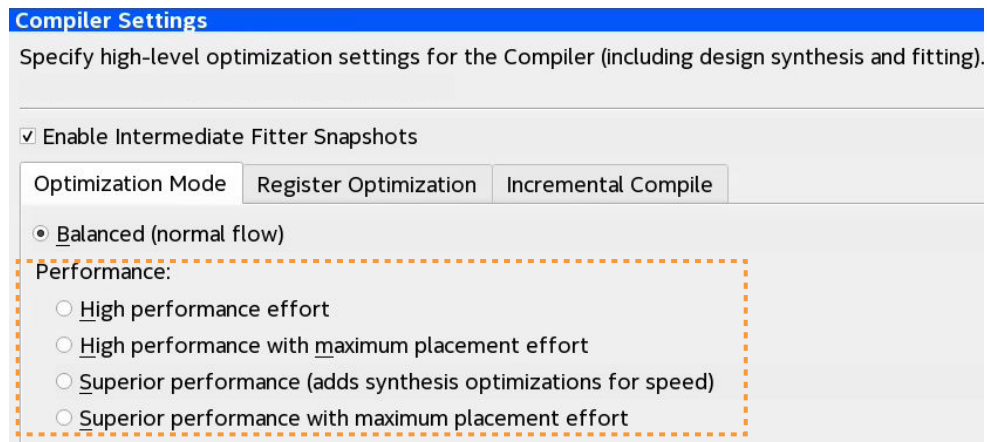 Compiler Settings
Specify high-level optimization settings for the Compiler (including design synthesis and fitting).
Enable Intermediate Fitter Snapshots
Optimization Mode Register Optimization Incremental Compile
Balanced (normal flow)
Performance:
High performance effort
High performance with maximum placement effort
Superior performance (adds synthesis optimizations for speed)
Superior performance with maximum placement effort